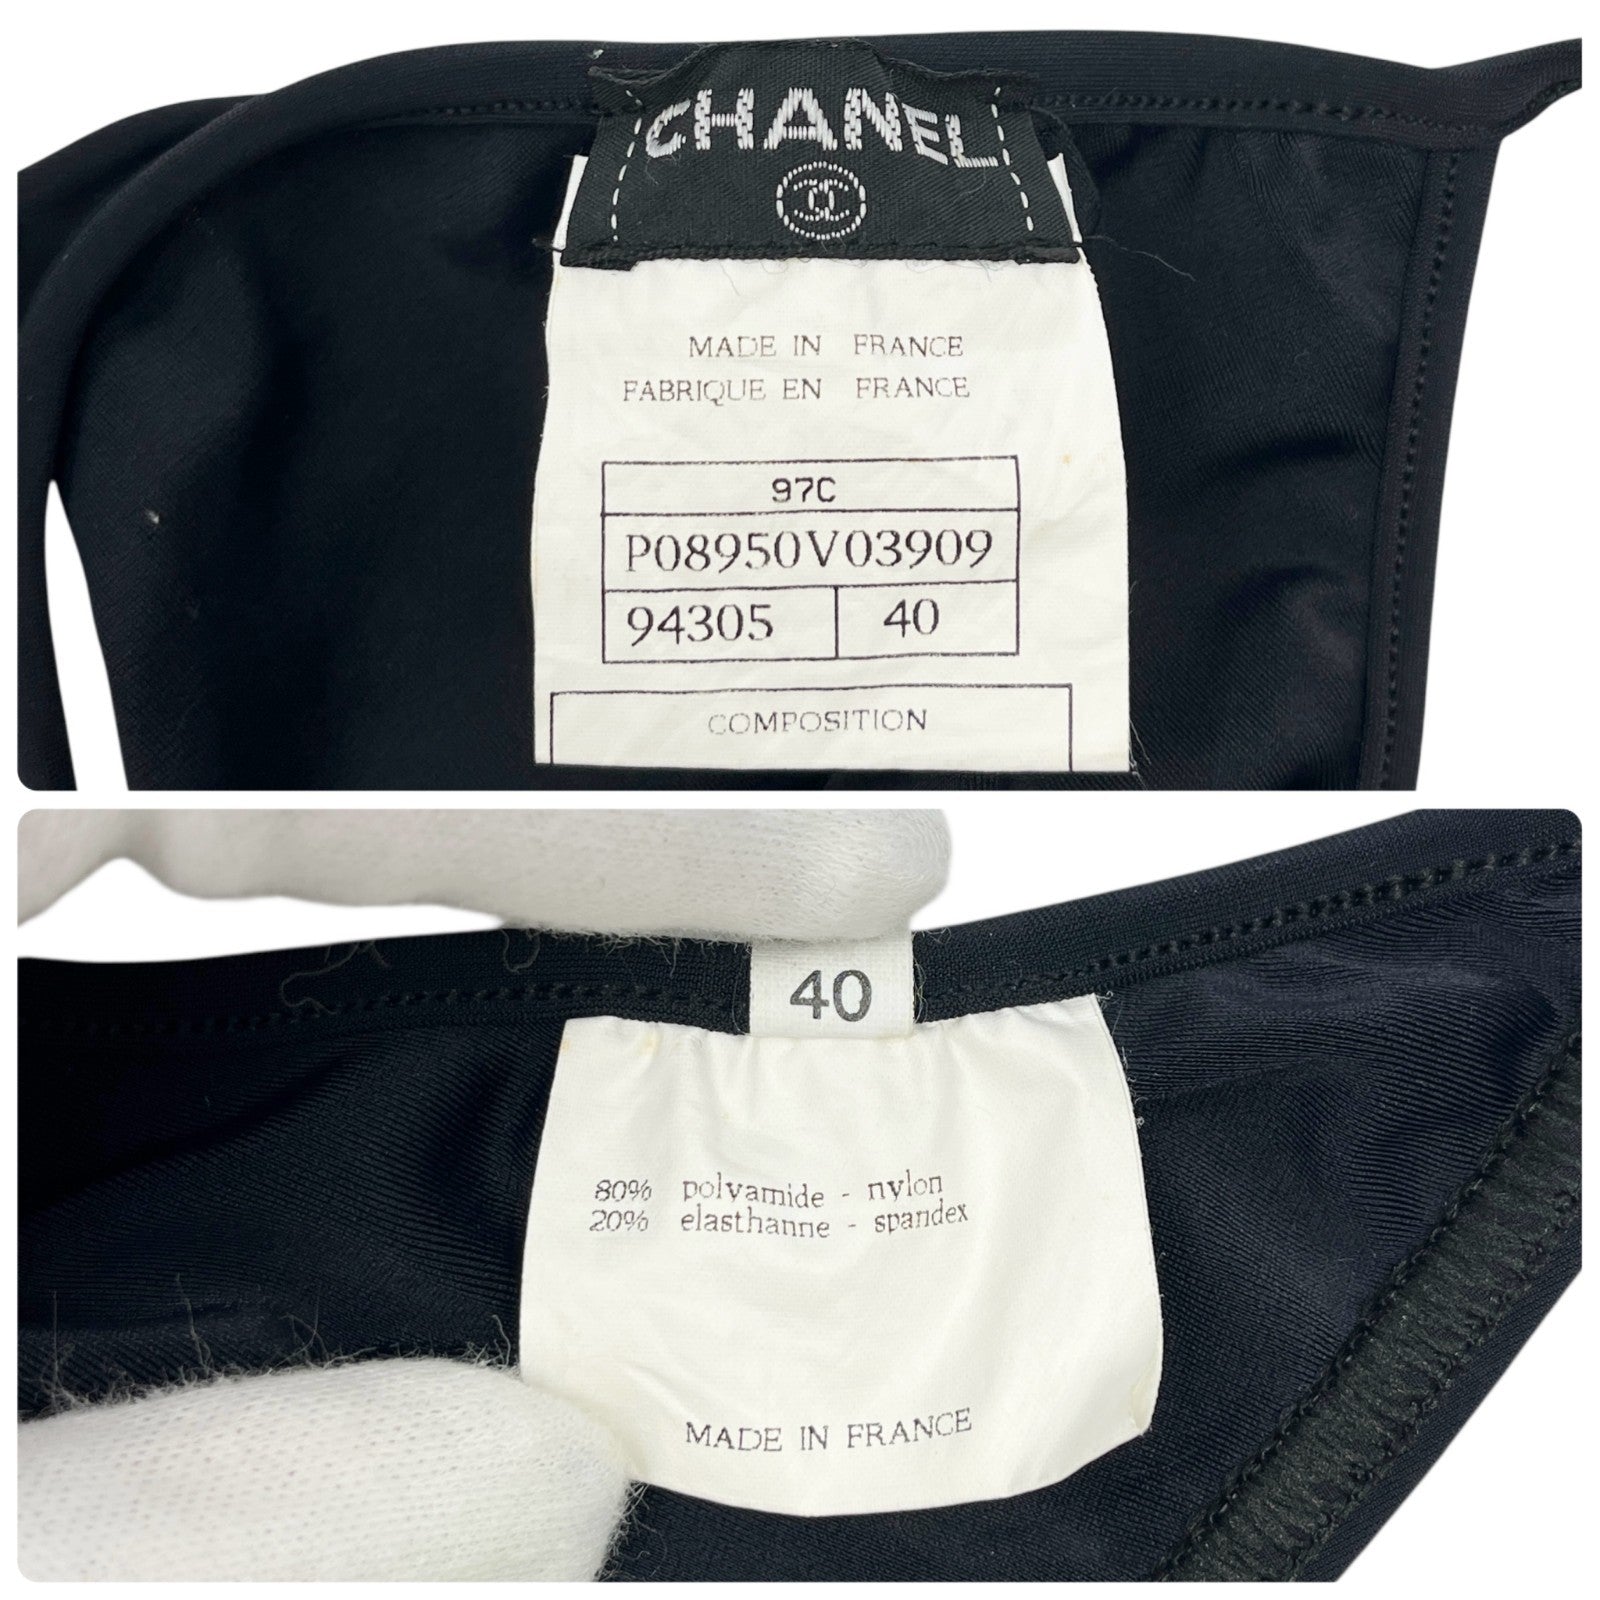 CHANEL
MADE IN FRANCE
FABRIQUE EN FRANCE
97C
P08950V03909
94305 40
COMPOSITION
40
80% polyamide - nylon
20% elasthanne - spandex
MADE IN FRANCE